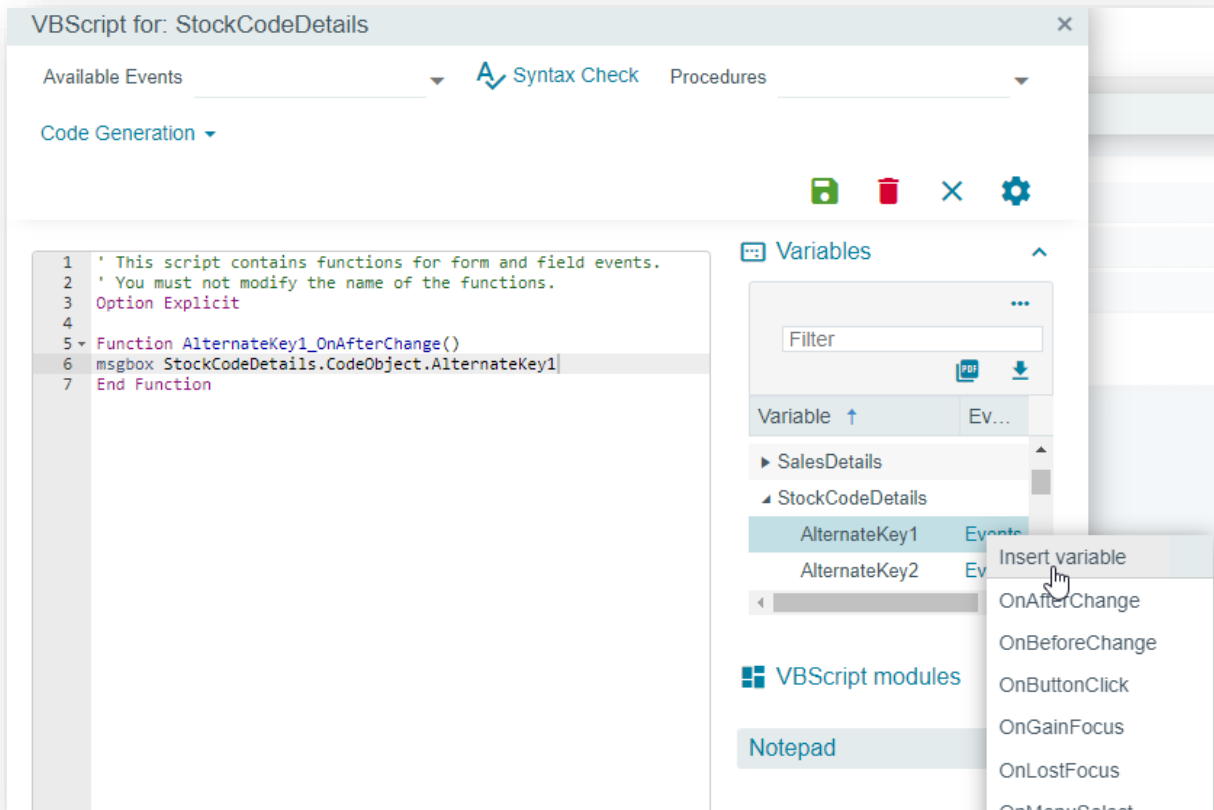 VBScript for: StockCodeDetails ×
Available Events Syntax Check Procedures
Code Generation
1 ' This script contains functions for form and field events.
2 ' You must not modify the name of the functions.
3 Option Explicit
4
5 Function AlternateKey1_OnAfterChange()
6 msgbox StockCodeDetails.CodeObject.AlternateKey1
7 End Function
Variables
Filter
PDF
Variable Ev...
SalesDetails
StockCodeDetails
AlternateKey1 Events
AlternateKey2 Ev
Insert variable
OnAfterChange
OnBeforeChange
OnButtonClick
OnGainFocus
OnLostFocus
OnMenuSelect
VBScript modules
Notepad